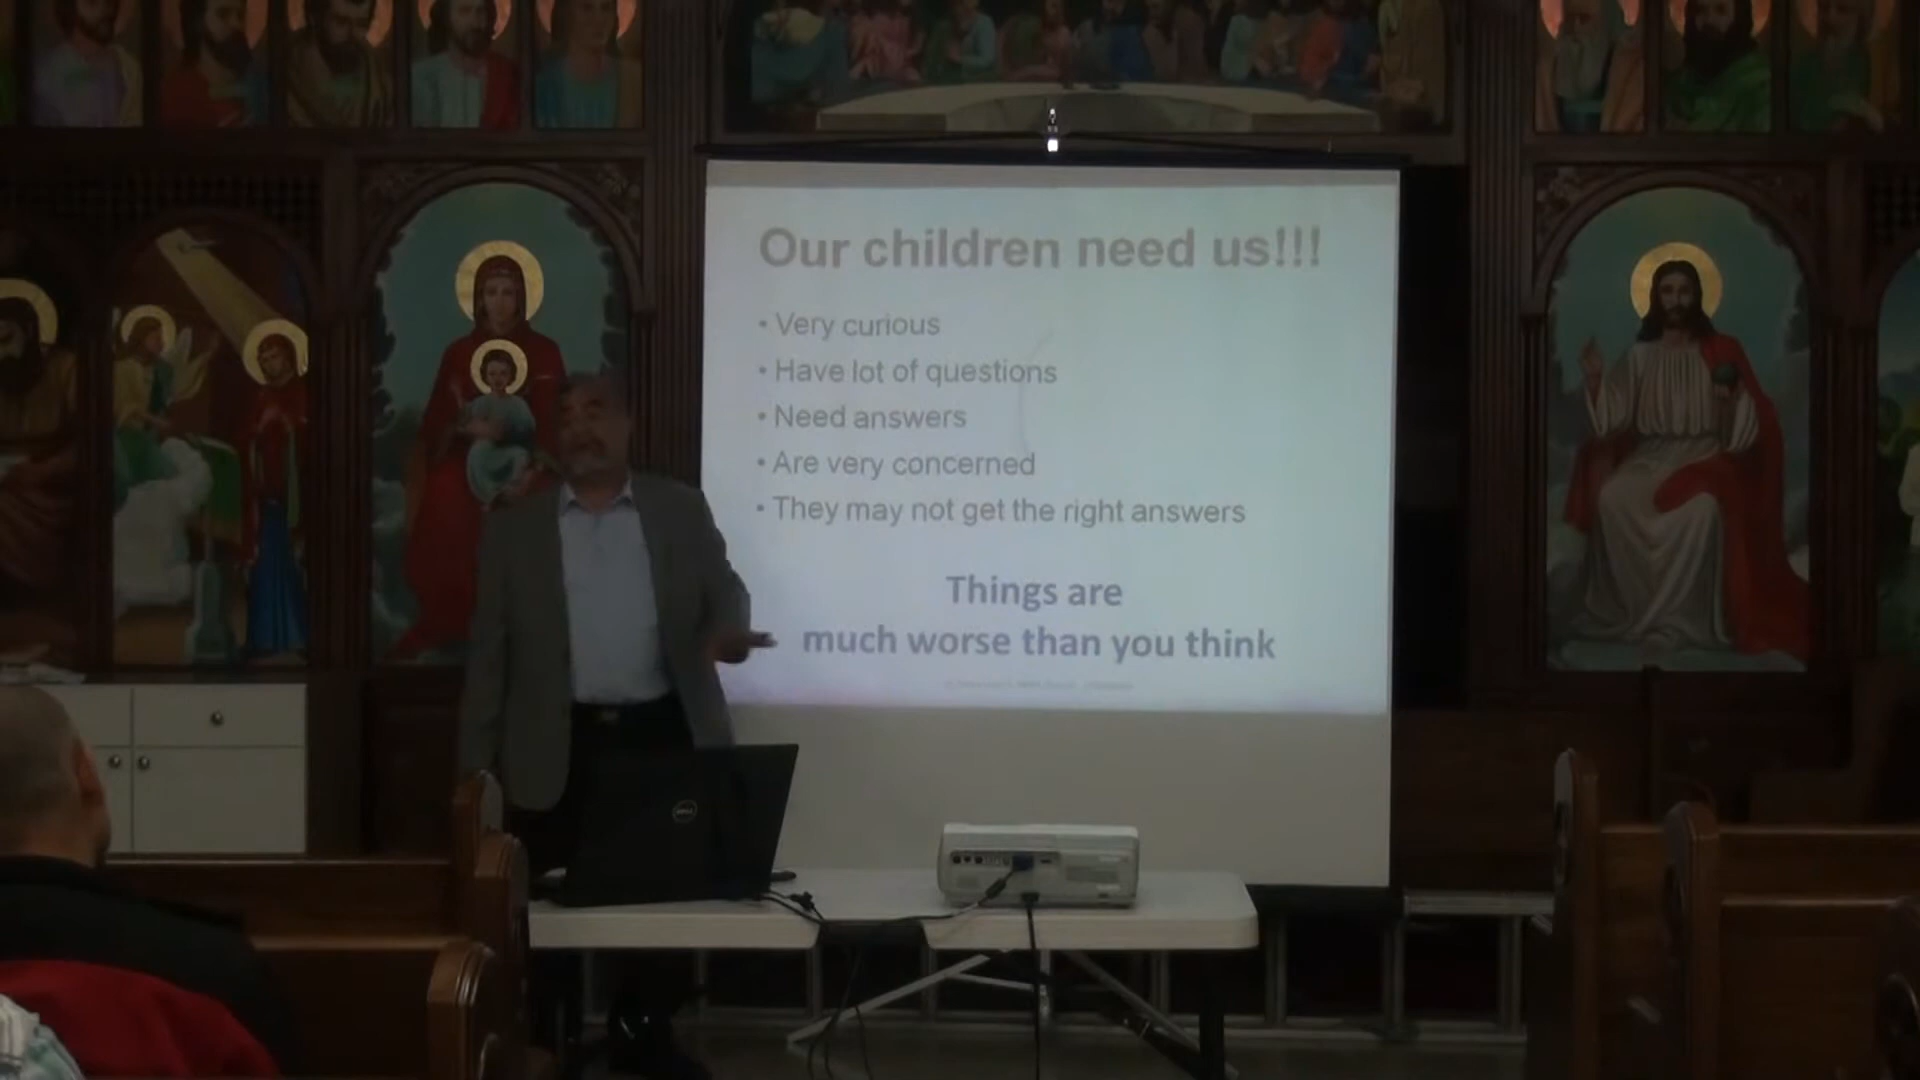 Our children need us!!!
• Very curious
• Have lot of questions
• Need answers
• Are very concerned
• They may not get the right answers
Things are
much worse than you think
DELL